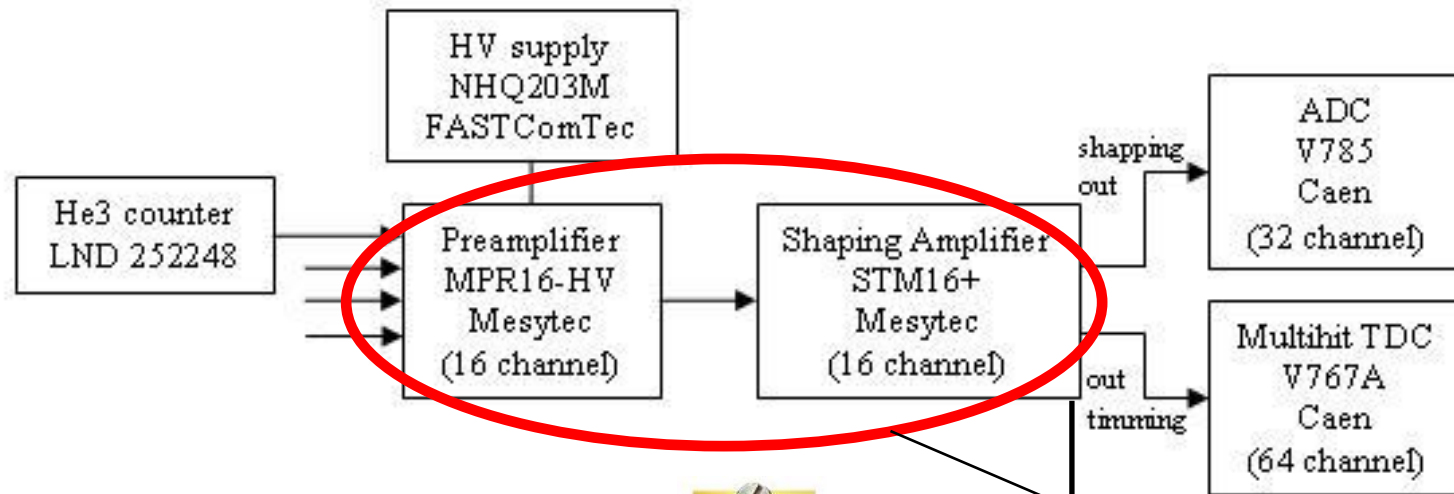 HV supply
NHQ203M
FASTComTec
He3 counter
LND 252248
Preamplifier
MPR16-HV
Mesytec
(16 channel)
Shaping Amplifier
STM16+
Mesytec
(16 channel)
shapping
out
ADC
V785
Caen
(32 channel)
out
timming
Multihit TDC
V767A
Caen
(64 channel)